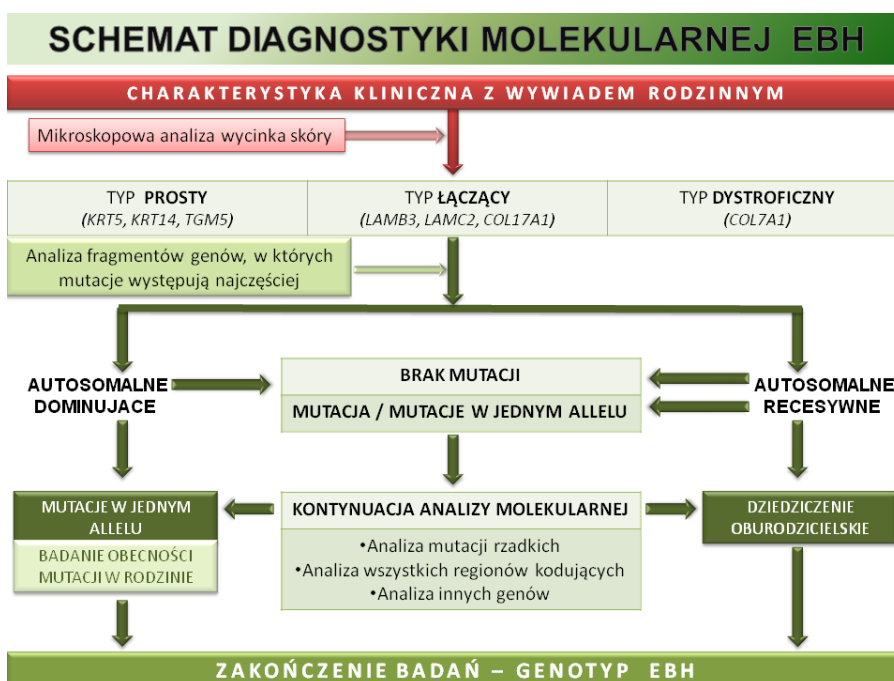 SCHEMAT DIAGNOSTYKI MOLEKULARNEJ EBH
CHARAKTERYSTYKA KLINICZNA Z WYWIADEM RODZINNYM
Mikroskopowa analiza wycinka skóry
TYP PROSTY
(KRT5, KRT14, TGM5)
TYP ŁĄCZĄCY
(LAMB3, LAMC2, COL17A1)
TYP DYSTROFICZNY
(COL7A1)
Analiza fragmentów genów, w których
mutacje występują najczęściej
AUTOSOMALNE
DOMINUJACE
BRAK MUTACJI
MUTACJA / MUTACJE W JEDNYM ALLELU
AUTOSOMALNE
RECESYWNE
MUTACJE W JEDNYM
ALLELU
BADANIE OBECNOŚCI
MUTACJI W RODZINIE
KONTYNUACJA ANALIZY MOLEKULARNEJ
•Analiza mutacji rzadkich
•Analiza wszystkich regionów kodujących
•Analiza innych genów
DZIEDZICZENIE
OBURODZICIELSKIE
ZAKOŃCZENIE BADAŃ – GENOTYP EBH